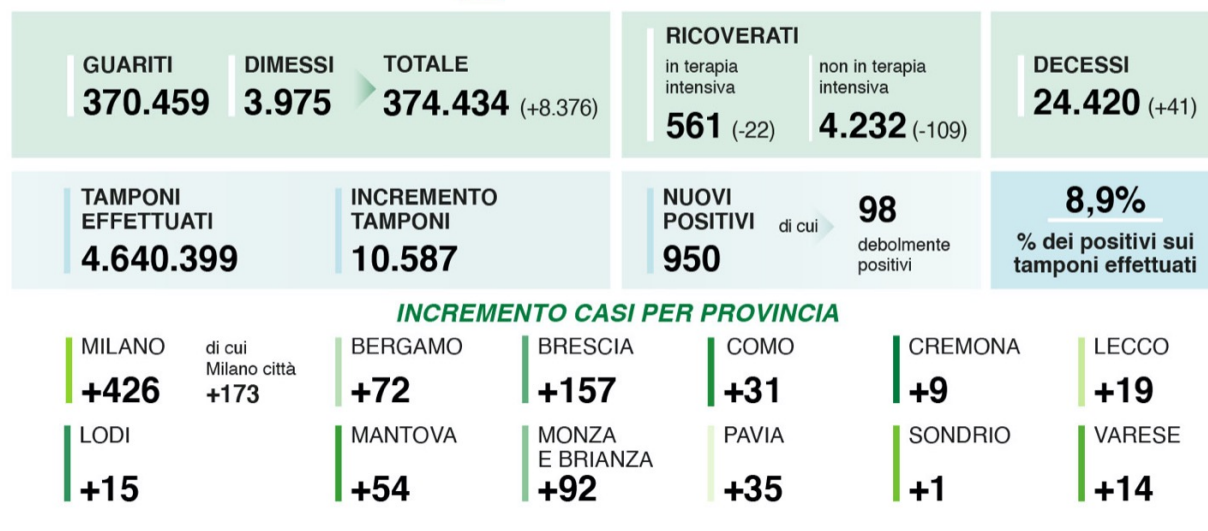 GUARITI
370.459
DIMESSI
3.975
TOTALE
374.434 (+8.376)
RICOVERATI
in terapia
intensiva
561 (-22)
non in terapia
intensiva
4.232 (-109)
DECESSI
24.420 (+41)
TAMPONI
EFFETTUATI
4.640.399
INCREMENTO
TAMPONI
10.587
NUOVI
POSITIVI
950
di cui
98
debolmente
positivi
8,9%
% dei positivi sui
tamponi effettuati
INCREMENTO CASI PER PROVINCIA
MILANO
+426
di cui
Milano città
+173
BERGAMO
+72
BRESCIA
+157
COMO
+31
CREMONA
+9
LECCO
+19
LODI
+15
MANTOVA
+54
MONZA
E BRIANZA
+92
PAVIA
+35
SONDRIO
+1
VARESE
+14